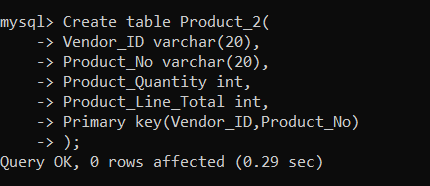 mysql> Create table Product_2(
    -> Vendor_ID varchar(20),
    -> Product_No varchar(20),
    -> Product_Quantity int,
    -> Product_Line_Total int,
    -> Primary key(Vendor_ID,Product_No)
    -> );
Query OK, 0 rows affected (0.29 sec)